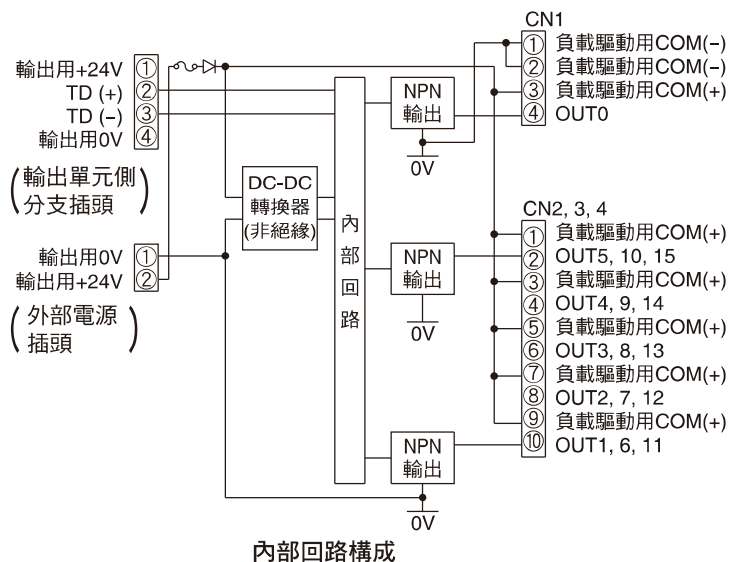 輸出用+24V ①
TD (+) ②
TD (−) ③
輸出用0V ④
(輸出單元側
分支插頭)
輸出用0V ①
輸出用+24V ②
(外部電源
插頭)
DC-DC
轉換器
(非絕緣)
內部回路
NPN
輸出
0V
NPN
輸出
0V
NPN
輸出
0V
CN1
① 負載驅動用COM(−)
② 負載驅動用COM(−)
③ 負載驅動用COM(+)
④ OUT0
CN2, 3, 4
① 負載驅動用COM(+)
② OUT5, 10, 15
③ 負載驅動用COM(+)
④ OUT4, 9, 14
⑤ 負載驅動用COM(+)
⑥ OUT3, 8, 13
⑦ 負載驅動用COM(+)
⑧ OUT2, 7, 12
⑨ 負載驅動用COM(+)
⑩ OUT1, 6, 11
內部回路構成